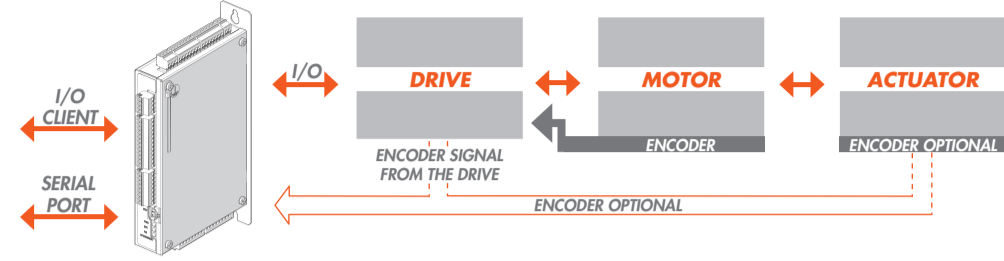 I/O
CLIENT
SERIAL
PORT
I/O
DRIVE
MOTOR
ACTUATOR
ENCODER
ENCODER OPTIONAL
ENCODER SIGNAL
FROM THE DRIVE
ENCODER OPTIONAL